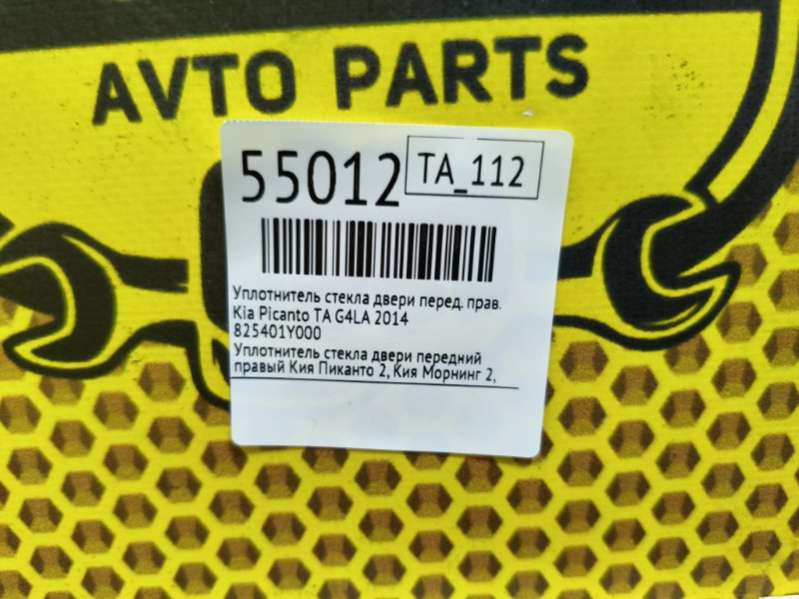 AVTO PARTS
55012
TA_112
Уплотнитель стекла двери перед. прав.
Kia Picanto TA G4LA 2014
825401Y000
Уплотнитель стекла двери передний
правый Кия Пиканто 2, Кия Морнинг 2,